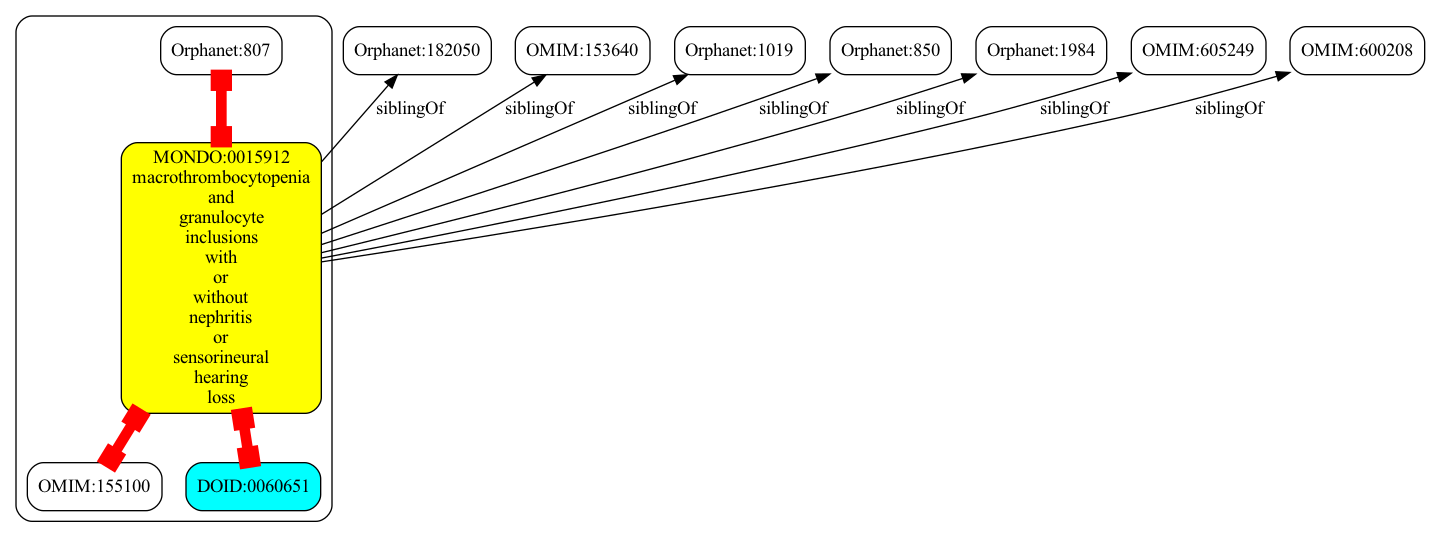 Orphanet:807
Orphanet:182050
OMIM:153640
Orphanet:1019
Orphanet:850
Orphanet:1984
OMIM:605249
OMIM:600208
siblingOf
siblingOf
siblingOf
siblingOf
siblingOf
siblingOf
siblingOf
MONDO:0015912
macrothrombocytopenia
and
granulocyte
inclusions
with
or
without
nephritis
or
sensorineural
hearing
loss
OMIM:155100
DOID:0060651